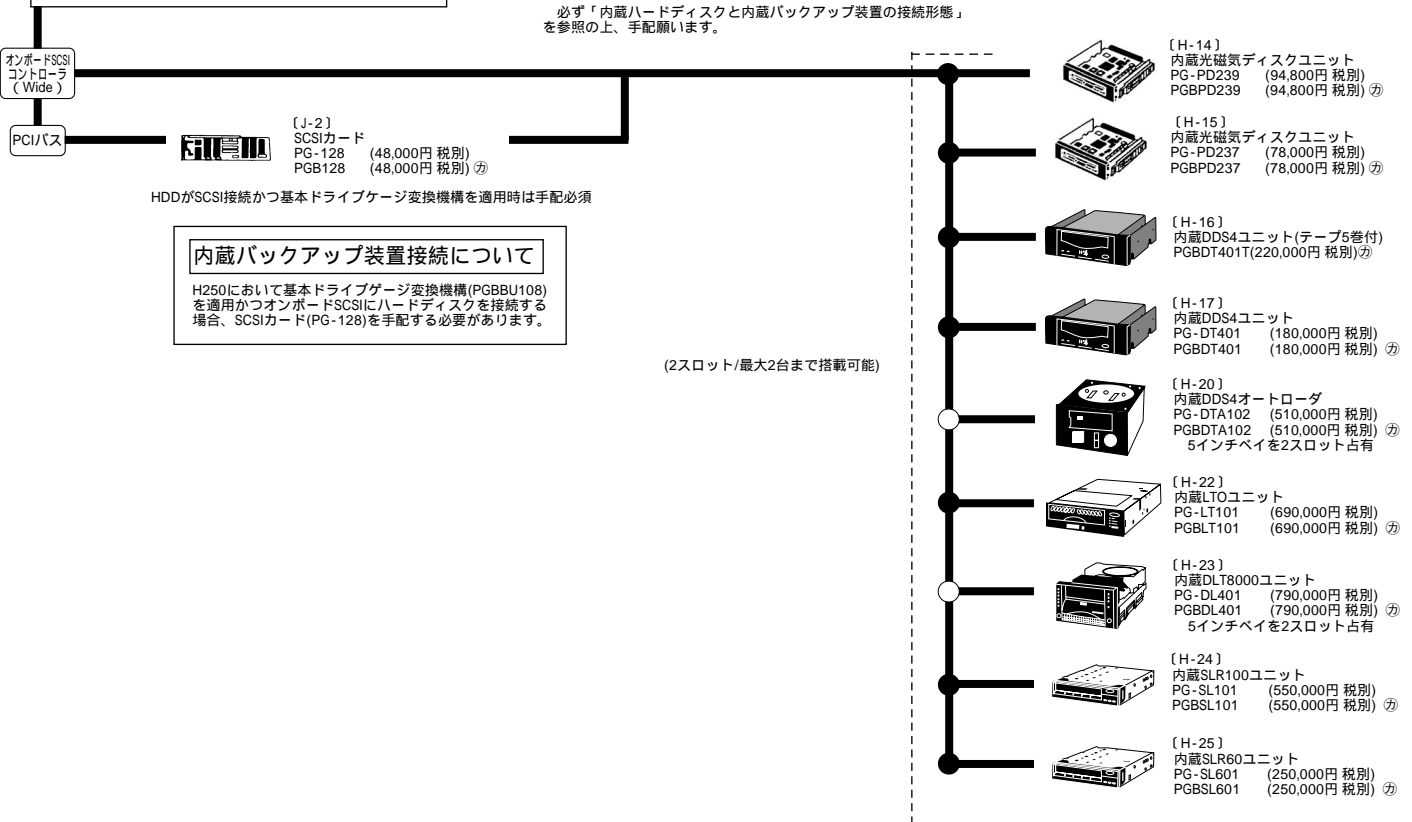 必ず「内蔵ハードディスクと内蔵バックアップ装置の接続形態」
を参照の上、手配願います。
オンボードSCSI
コントローラ
(Wide)
PCIバス
〔J-2〕
SCSIカード
PG-128 (48,000円 税別)
PGB128 (48,000円 税別) ㋕
HDDがSCSI接続かつ基本ドライブケージ変換機構を適用時は手配必須
内蔵バックアップ装置接続について
H250において基本ドライブゲージ変換機構(PGBBU108)
を適用かつオンボードSCSIにハードディスクを接続する
場合、SCSIカード(PG-128)を手配する必要があります。
(2スロット/最大2台まで搭載可能)
〔H-14〕
内蔵光磁気ディスクユニット
PG-PD239 (94,800円 税別)
PGBPD239 (94,800円 税別) ㋕
〔H-15〕
内蔵光磁気ディスクユニット
PG-PD237 (78,000円 税別)
PGBPD237 (78,000円 税別) ㋕
〔H-16〕
内蔵DDS4ユニット(テープ5巻付)
PGBDT401T(220,000円 税別)㋕
〔H-17〕
内蔵DDS4ユニット
PG-DT401 (180,000円 税別)
PGBDT401 (180,000円 税別) ㋕
〔H-20〕
内蔵DDS4オートローダ
PG-DTA102 (510,000円 税別)
PGBDTA102 (510,000円 税別) ㋕
5インチベイを2スロット占有
〔H-22〕
内蔵LTOユニット
PG-LT101 (690,000円 税別)
PGBLT101 (690,000円 税別) ㋕
〔H-23〕
内蔵DLT8000ユニット
PG-DL401 (790,000円 税別)
PGBDL401 (790,000円 税別) ㋕
5インチベイを2スロット占有
〔H-24〕
内蔵SLR100ユニット
PG-SL101 (550,000円 税別)
PGBSL101 (550,000円 税別) ㋕
〔H-25〕
内蔵SLR60ユニット
PG-SL601 (250,000円 税別)
PGBSL601 (250,000円 税別) ㋕